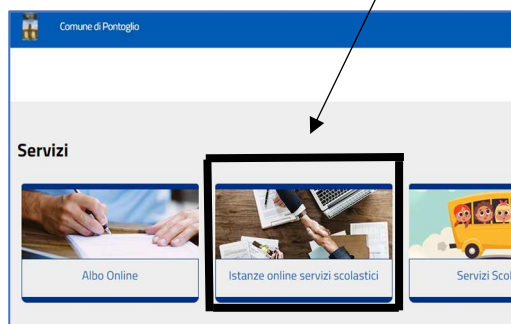 Comune di Pontoglio
Servizi
Albo Online
Istanze online servizi scolastici
Servizi Scol